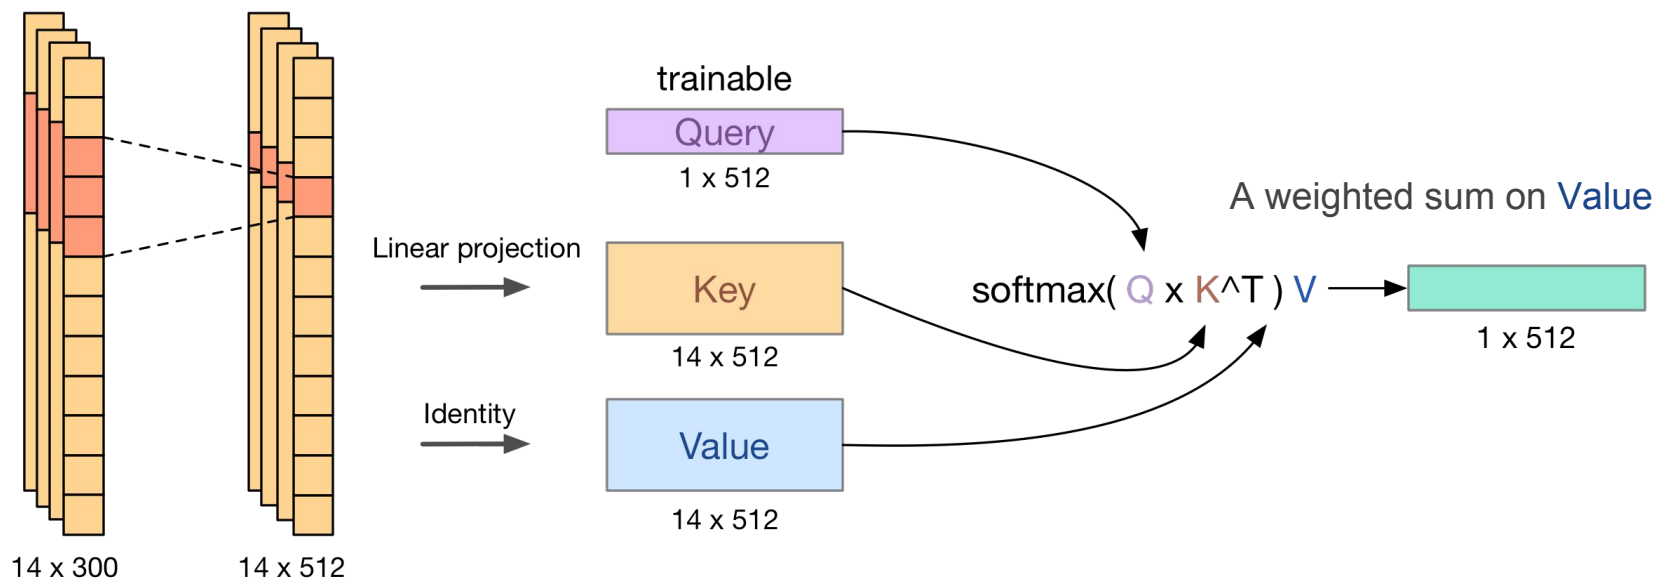 trainable
Query
1 x 512
A weighted sum on Value
Linear projection
Key
14 x 512
softmax( Q x K^T ) V
1 x 512
Identity
Value
14 x 512
14 x 300
14 x 512